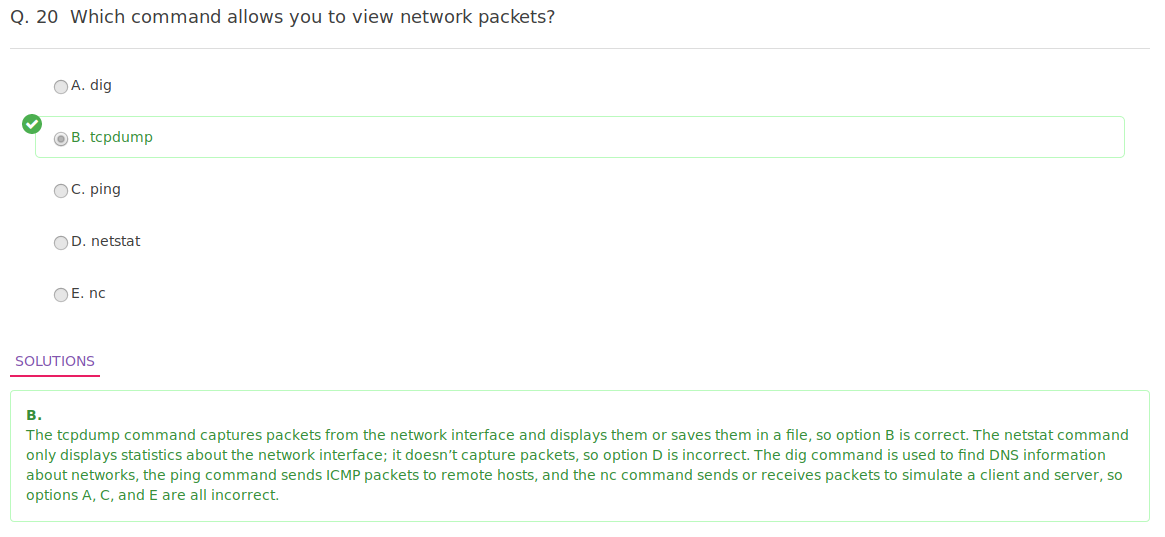 Q. 20 Which command allows you to view network packets?
A. dig
B. tcpdump
C. ping
D. netstat
E. nc
SOLUTIONS
B.
The tcpdump command captures packets from the network interface and displays them or saves them in a file, so option B is correct. The netstat command
only displays statistics about the network interface; it doesn’t capture packets, so option D is incorrect. The dig command is used to find DNS information
about networks, the ping command sends ICMP packets to remote hosts, and the nc command sends or receives packets to simulate a client and server, so
options A, C, and E are all incorrect.